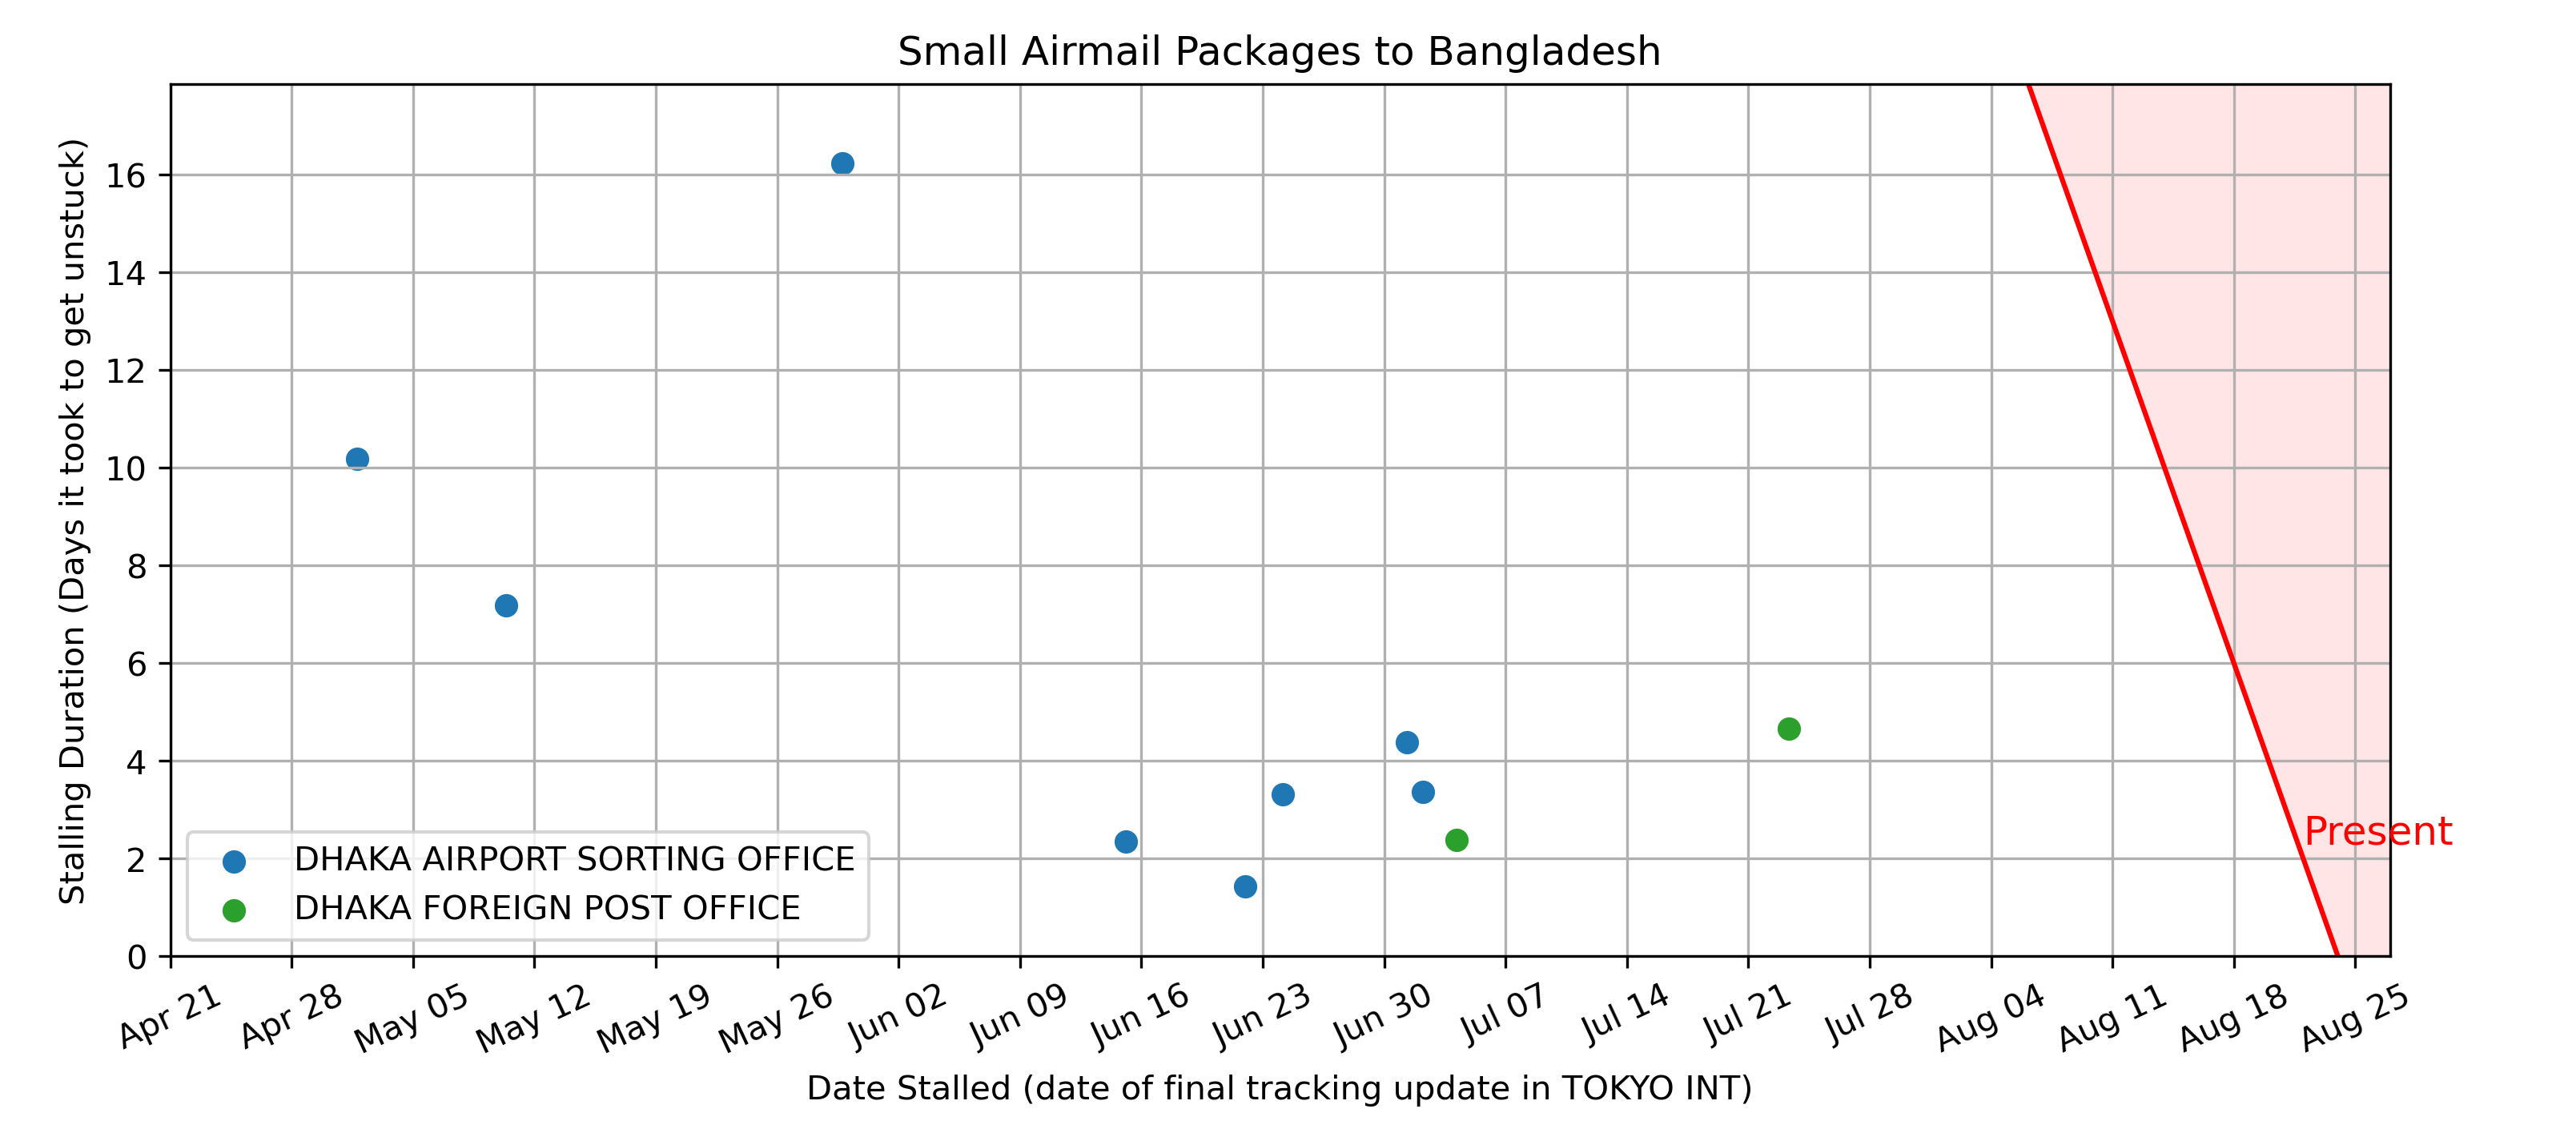 Small Airmail Packages to Bangladesh
Stalling Duration (Days it took to get unstuck)
16
14
12
10
8
6
4
2
0
Present
DHAKA AIRPORT SORTING OFFICE
DHAKA FOREIGN POST OFFICE
Apr 21
Apr 28
May 05
May 12
May 19
May 26
Jun 02
Jun 09
Jun 16
Jun 23
Jun 30
Jul 07
Jul 14
Jul 21
Jul 28
Aug 04
Aug 11
Aug 18
Aug 25
Date Stalled (date of final tracking update in TOKYO INT)